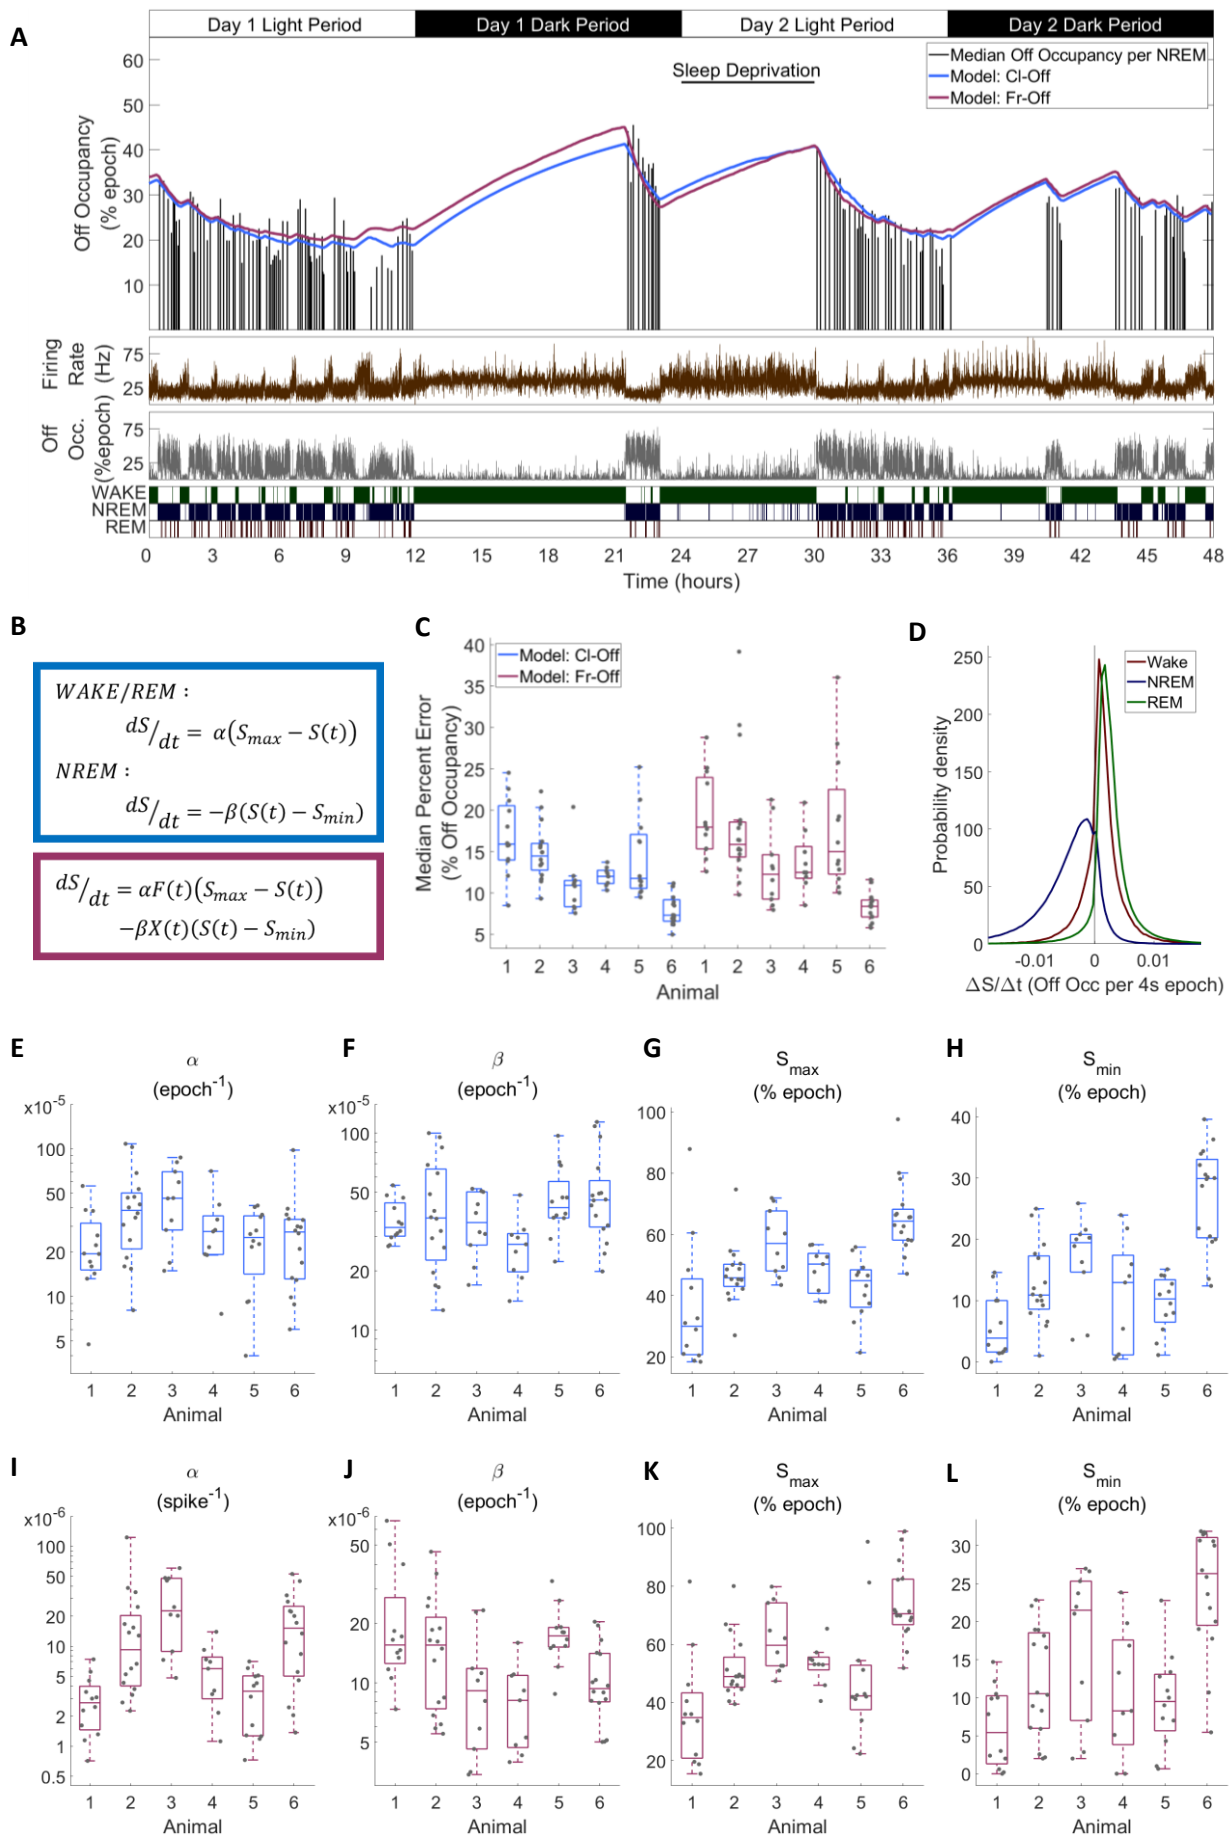 A
Day 1 Light Period
Day 1 Dark Period
Day 2 Light Period
Day 2 Dark Period
Off Occupancy
(% epoch)
60
50
40
30
20
10
Sleep Deprivation
Median Off Occupancy per NREM
Model: Cl-Off
Model: Fr-Off
Firing
Rate
(Hz)
75
25
Off
Occ.
(%epoch)
75
25
WAKE
NREM
REM
0 3 6 9 12 15 18 21 24 27 30 33 36 39 42 45 48
Time (hours)
B
WAKE/REM :
dS/dt = α(Smax − S(t))
NREM :
dS/dt = −β(S(t) − Smin)
dS/dt = αF(t)(Smax − S(t))
−βX(t)(S(t) − Smin)
C
Model: Cl-Off
Model: Fr-Off
Median Percent Error
(% Off Occupancy)
40
35
30
25
20
15
10
5
1 2 3 4 5 6 1 2 3 4 5 6
Animal
D
Wake
NREM
REM
Probability density
250
200
150
100
50
0
-0.01 0 0.01
ΔS/Δt (Off Occ per 4s epoch)
E
α
(epoch-1)
x10-5
100
50
20
10
5
1 2 3 4 5 6
Animal
F
β
(epoch-1)
x10-5
100
50
20
10
1 2 3 4 5 6
Animal
G
Smax
(% epoch)
100
80
60
40
20
1 2 3 4 5 6
Animal
H
Smin
(% epoch)
40
30
20
10
0
1 2 3 4 5 6
Animal
I
α
(spike-1)
x10-6
100
50
20
10
5
2
1
0.5
1 2 3 4 5 6
Animal
J
β
(epoch-1)
x10-6
50
20
10
5
1 2 3 4 5 6
Animal
K
Smax
(% epoch)
100
80
60
40
20
1 2 3 4 5 6
Animal
L
Smin
(% epoch)
30
25
20
15
10
5
0
1 2 3 4 5 6
Animal